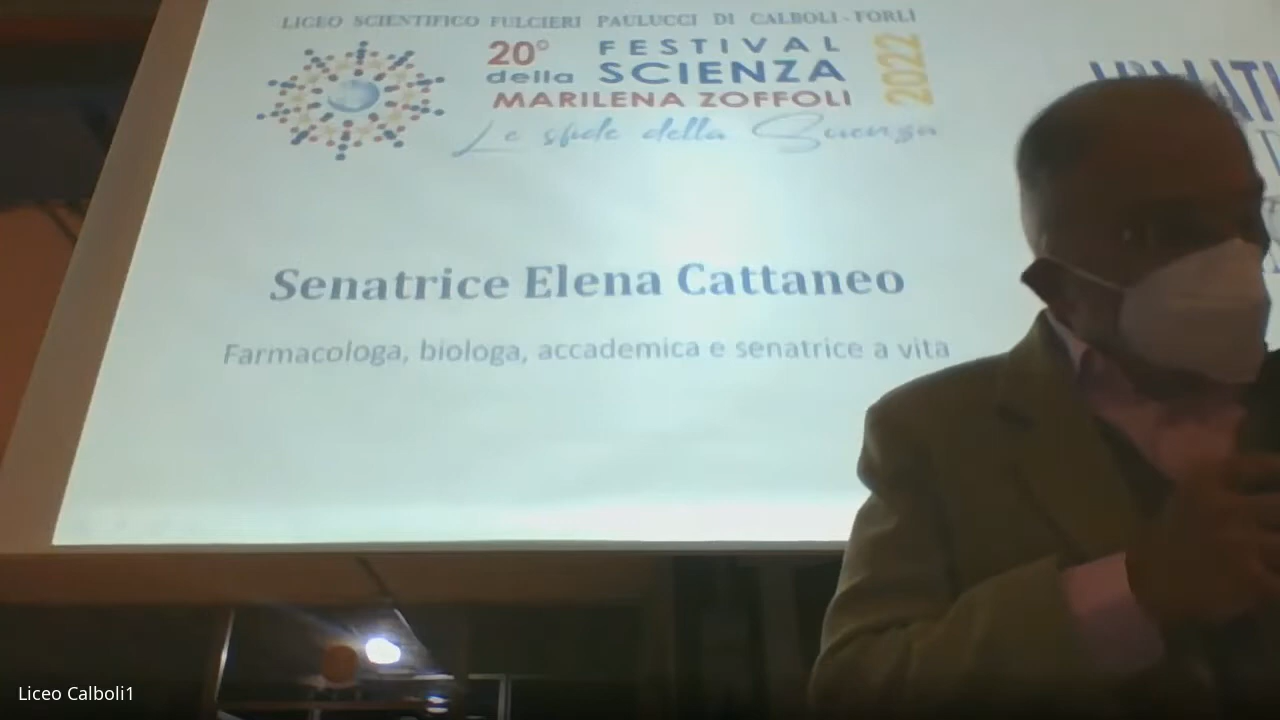 LICEO SCIENTIFICO FULCIERI PAULUCCI DI CALBOLI - FORLÌ
20° FESTIVAL
della SCIENZA 2022
MARILENA ZOFFOLI
Le sfide della Scienza
Senatrice Elena Cattaneo
Farmacologa, biologa, accademica e senatrice a vita
Liceo Calboli1